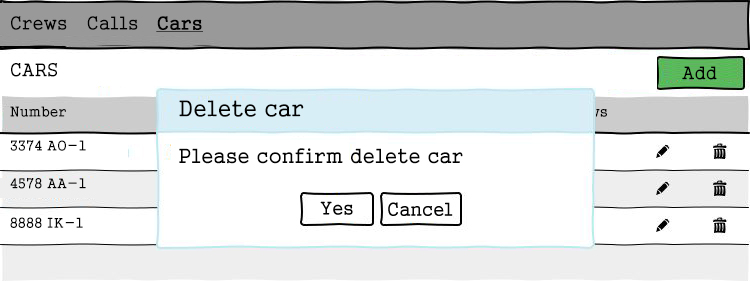 Crews Calls Cars
CARS
Add
Number
Delete car
3374 AO-1
Please confirm delete car
4578 AA-1
Yes Cancel
8888 IK-1